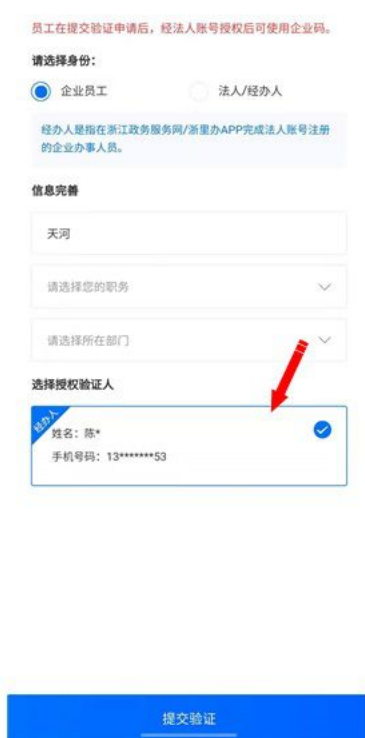 员工在提交验证申请后，经法人账号授权后可使用企业码。
请选择身份：
企业员工
法人/经办人
经办人是指在浙江政务服务网/浙里办APP完成法人账号注册
的企业办事人员。
信息完善
天河
请选择您的职务
请选择所在部门
选择授权验证人
经办人
姓名：陈*
手机号码：13*******53
提交验证